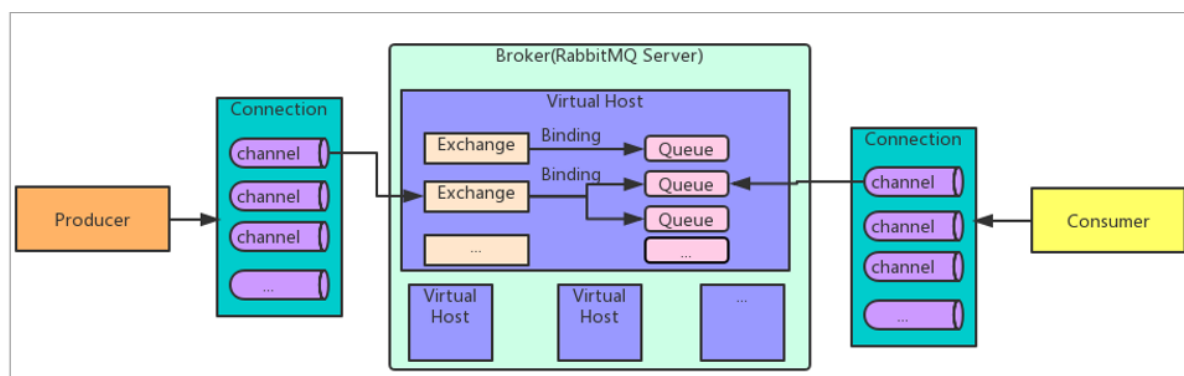 Broker(RabbitMQ Server)
Connection
channel
channel
channel
...
Producer
Virtual Host
Exchange
Binding
Queue
Exchange
Binding
Queue
Queue
...
...
Virtual
Host
Virtual
Host
...
Connection
channel
channel
channel
...
Consumer